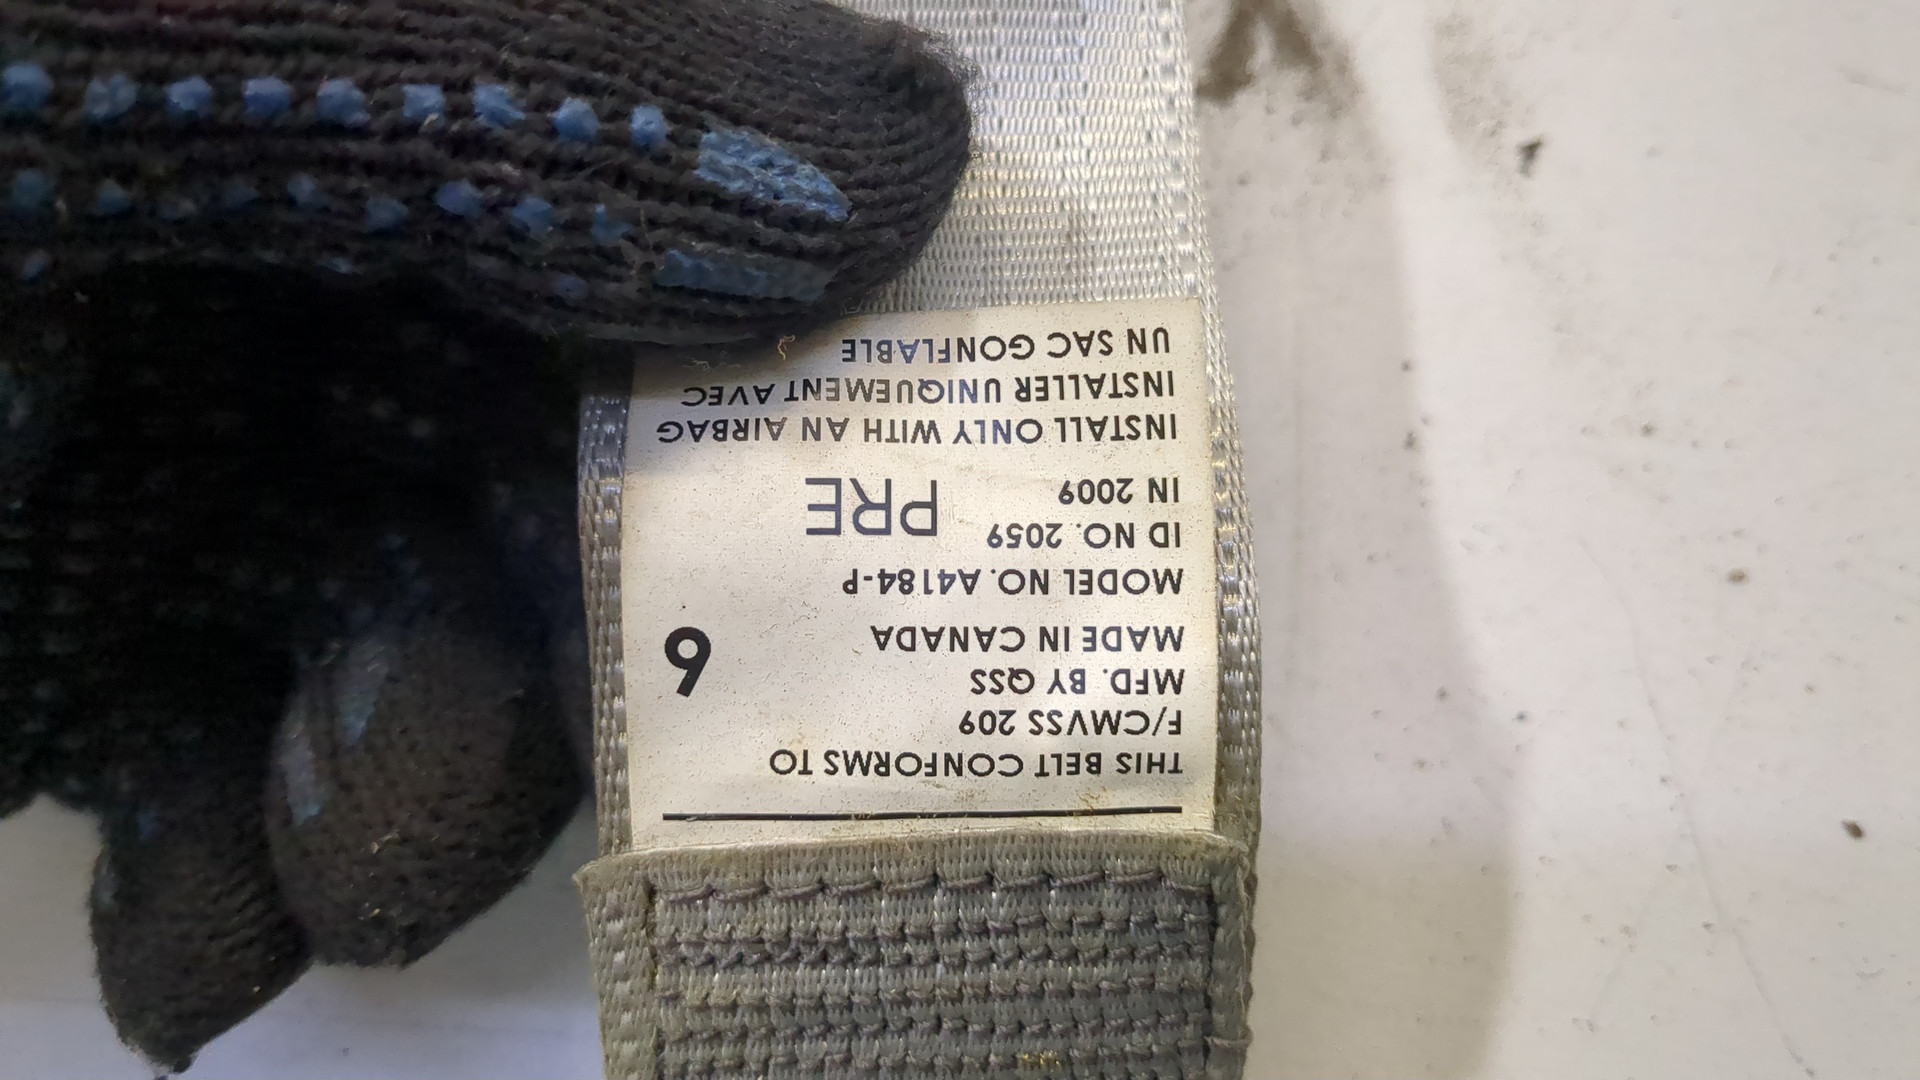 THIS BELT CONFORMS TO
F/CMVSS 209
MFD. BY QSS
MADE IN CANADA
6
MODEL NO. A4184-P
ID NO. 2059
IN 2009
PRE
INSTALL ONLY WITH AN AIRBAG
INSTALLER UNIQUEMENT AVEC
UN SAC GONFLABLE